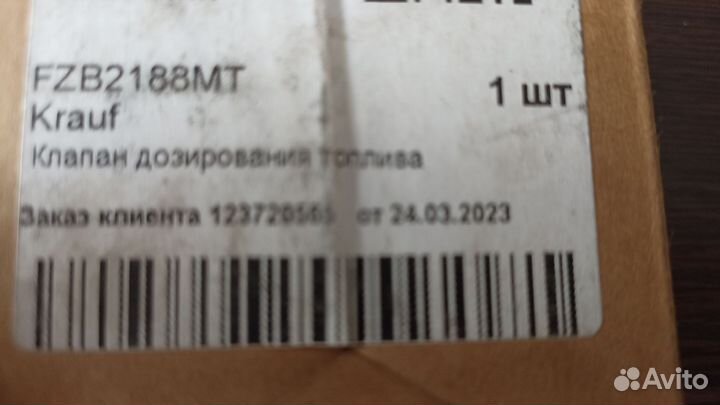 FZB2188MT
1 шт
Krauf
Клапан дозирования топлива
Заказ клиента 123720565 от 24.03.2023
Avito